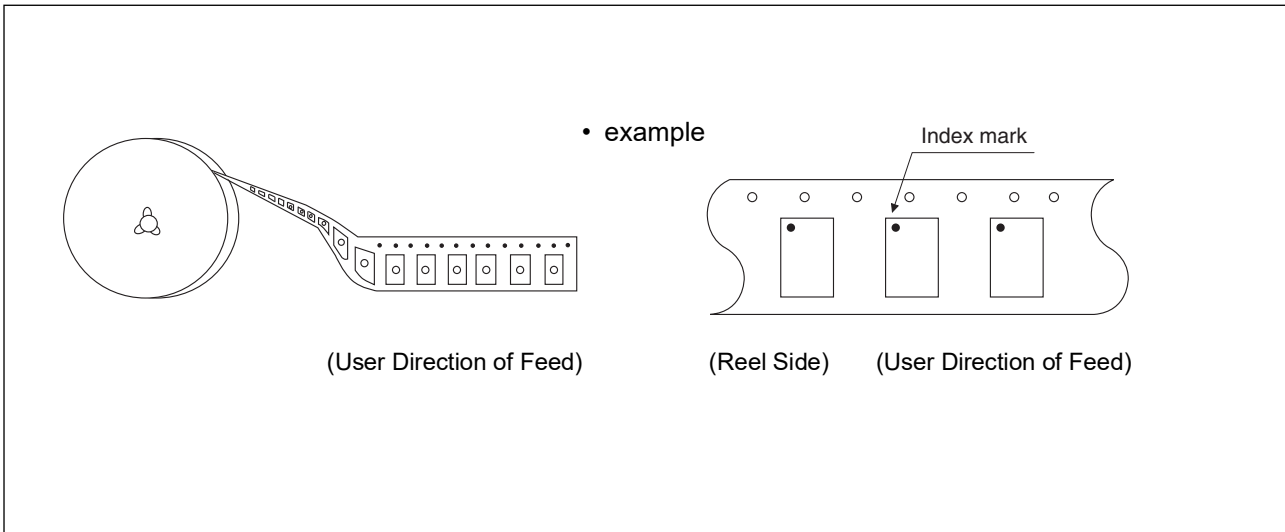 • example
Index mark
(User Direction of Feed)
(Reel Side)
(User Direction of Feed)